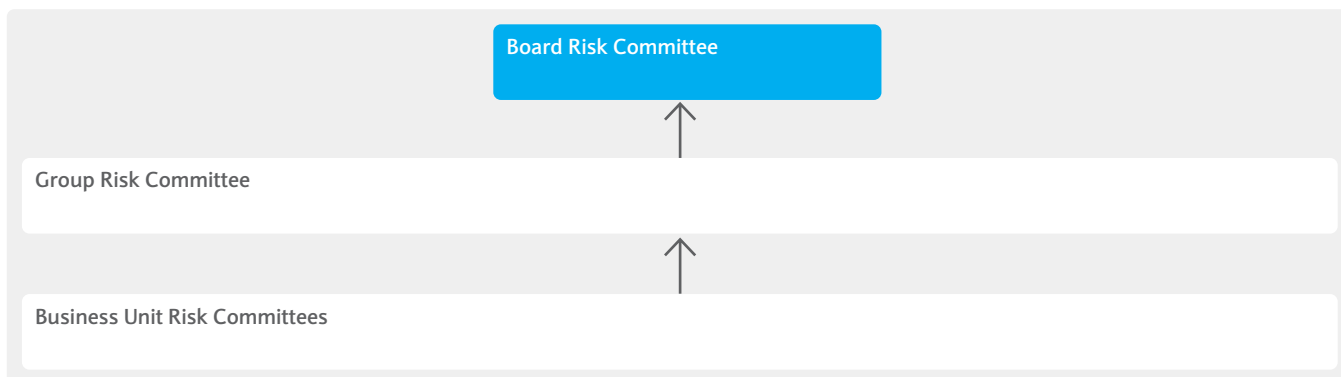 Board Risk Committee
Group Risk Committee
Business Unit Risk Committees